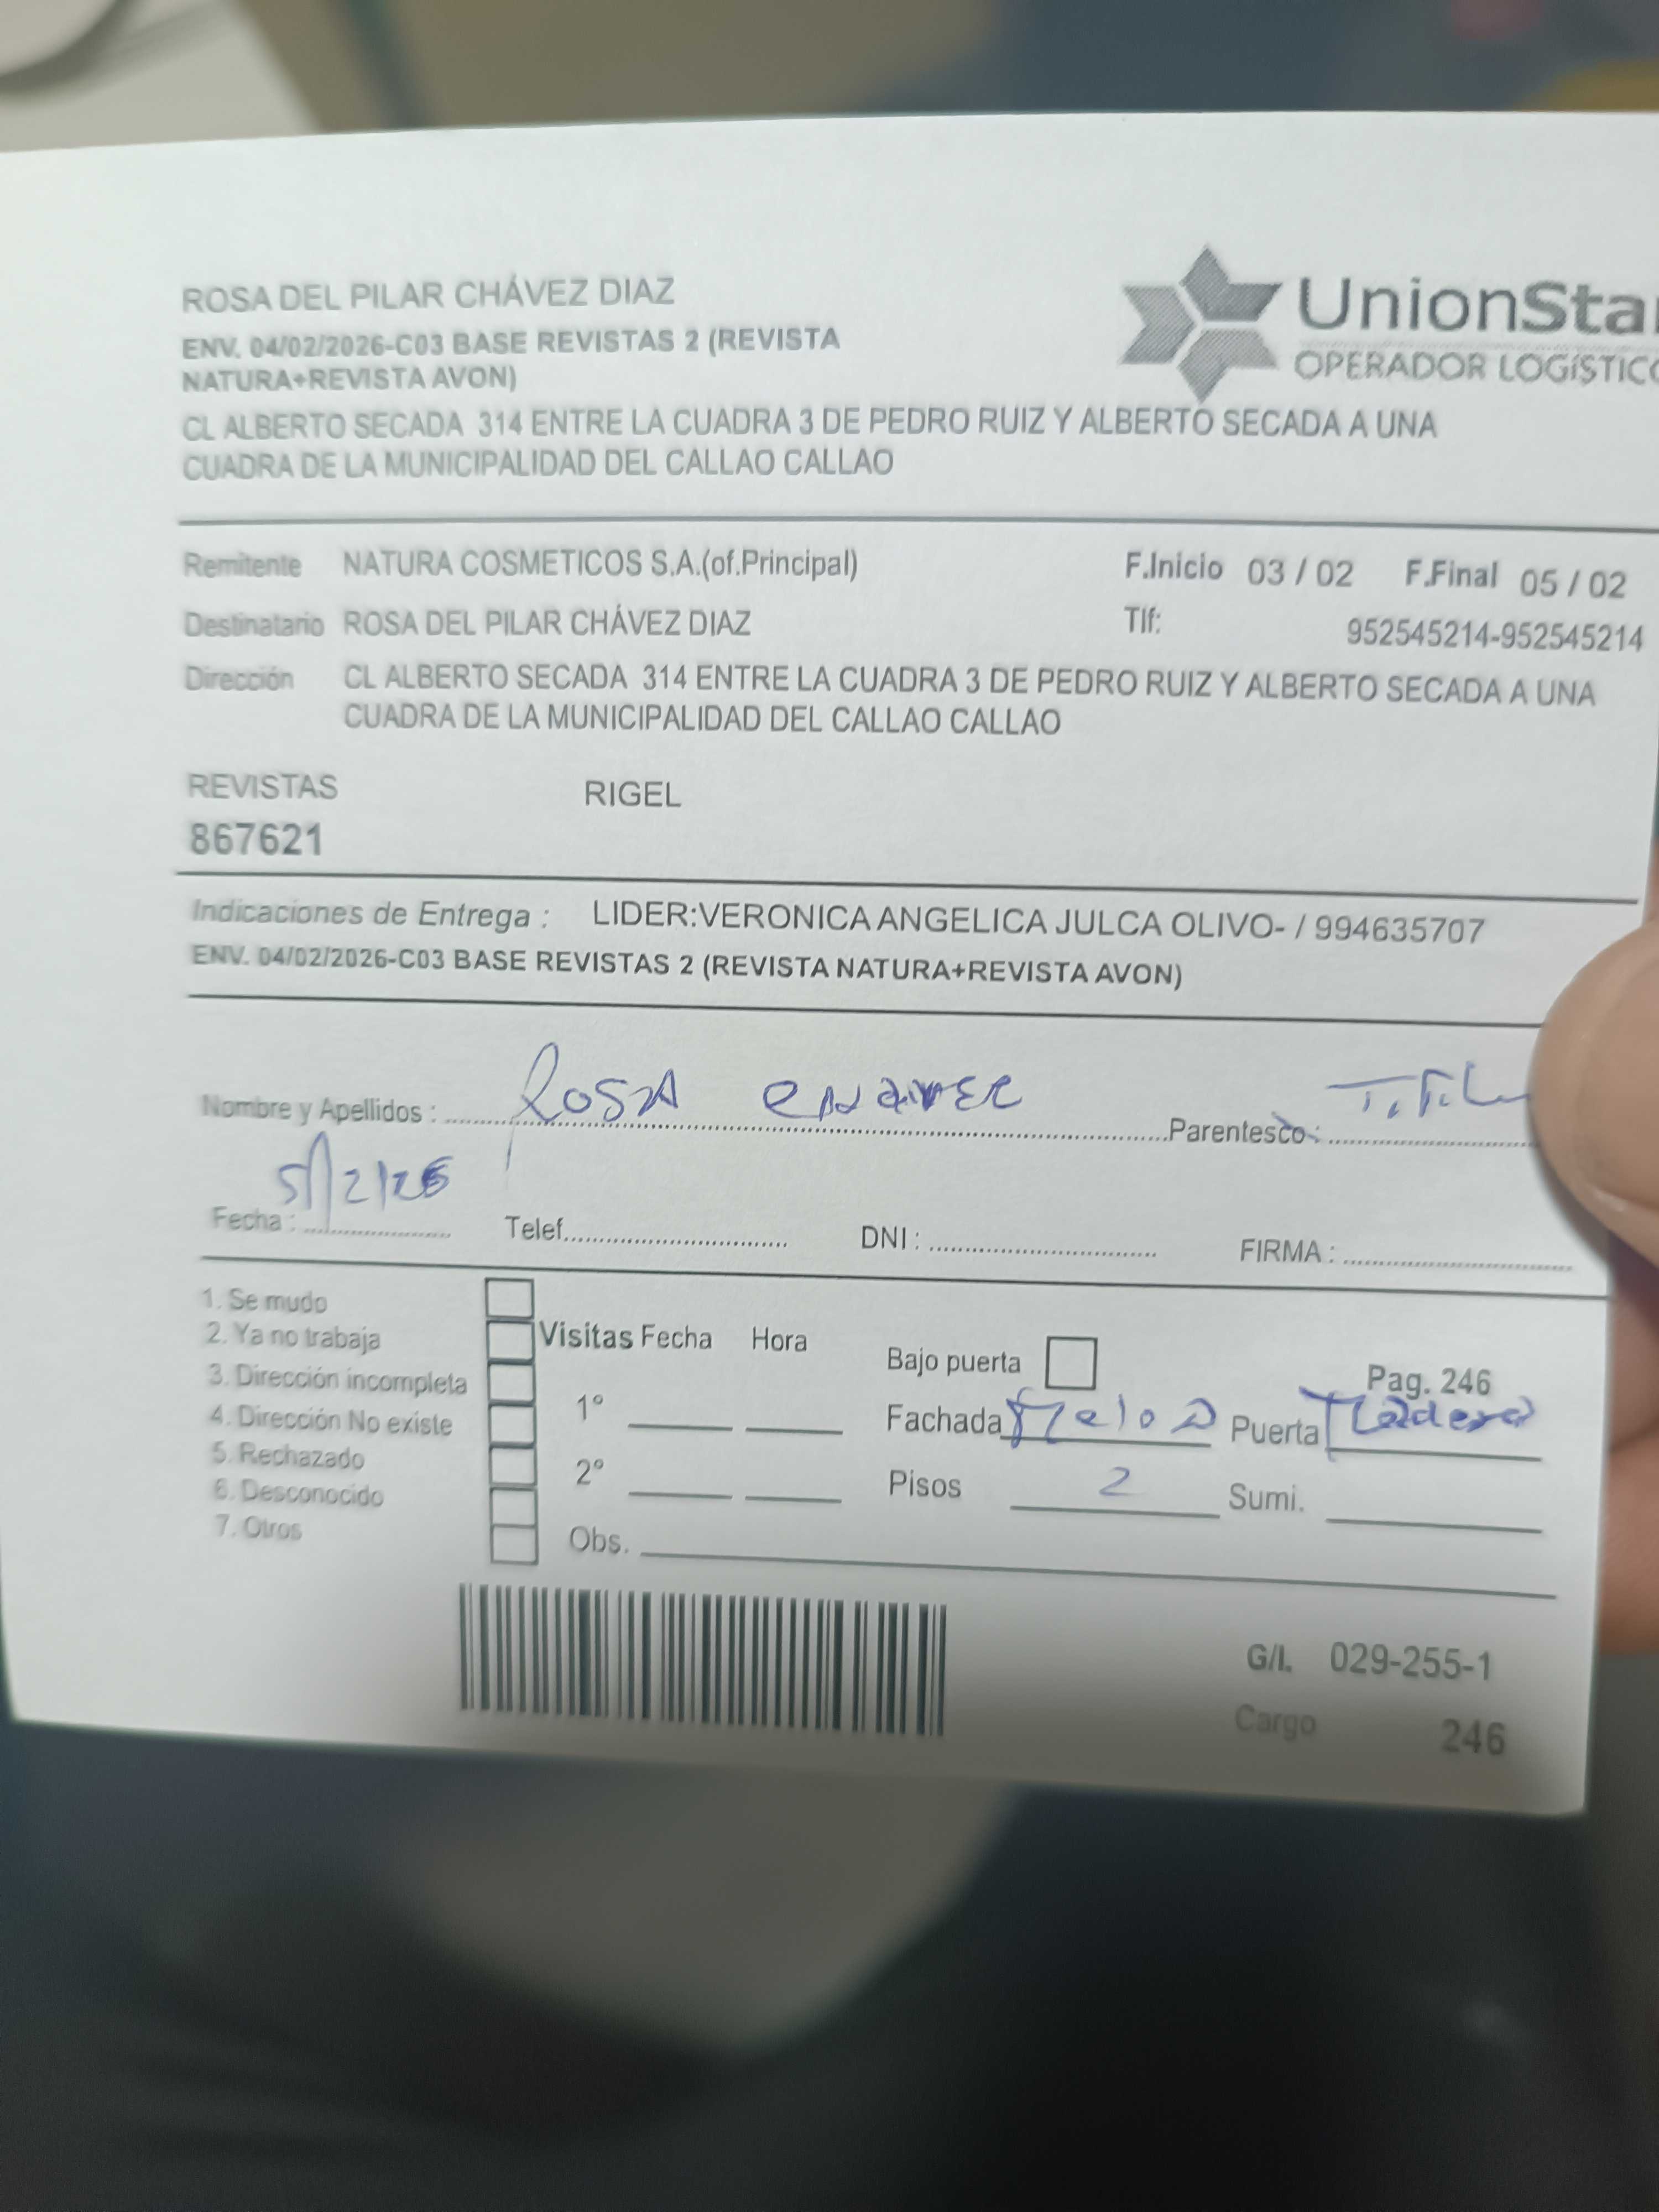 ROSA DEL PILAR CHÁVEZ DIAZ
ENV. 04/02/2026-C03 BASE REVISTAS 2 (REVISTA
NATURA+REVISTA AVON)
CL ALBERTO SECADA 314 ENTRE LA CUADRA 3 DE PEDRO RUIZ Y ALBERTO SECADA A UNA
CUADRA DE LA MUNICIPALIDAD DEL CALLAO CALLAO
UnionSta
OPERADOR LOGÍSTICO
Remitente NATURA COSMETICOS S.A.(of.Principal) F.Inicio 03 / 02 F.Final 05 / 02
Destinatario ROSA DEL PILAR CHÁVEZ DIAZ Tlf: 952545214-952545214
Dirección CL ALBERTO SECADA 314 ENTRE LA CUADRA 3 DE PEDRO RUIZ Y ALBERTO SECADA A UNA
CUADRA DE LA MUNICIPALIDAD DEL CALLAO CALLAO
REVISTAS RIGEL
867621
Indicaciones de Entrega : LIDER:VERONICA ANGELICA JULCA OLIVO- / 994635707
ENV. 04/02/2026-C03 BASE REVISTAS 2 (REVISTA NATURA+REVISTA AVON)
Nombre y Apellidos : Rosa Parentesco :
Fecha : 5/2/26 Telef. DNI : FIRMA :
1. Se mudo
2. Ya no trabaja Visitas Fecha Hora Bajo puerta
3. Dirección incompleta Pag. 246
4. Dirección No existe 1° Fachada Puerta Madera
5. Rechazado
6. Desconocido 2° Pisos 2 Sumi.
7. Otros Obs.
G/I. 029-255-1
Cargo 246